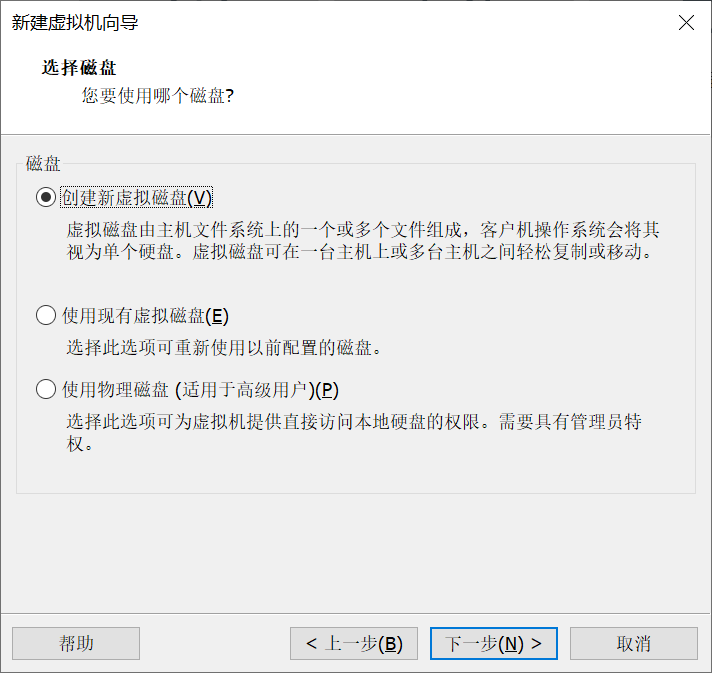 新建虚拟机向导
选择磁盘
您要使用哪个磁盘?
磁盘
创建新虚拟磁盘(V)
虚拟磁盘由主机文件系统上的一个或多个文件组成，客户机操作系统会将其
视为单个硬盘。虚拟磁盘可在一台主机上或多台主机之间轻松复制或移动。
使用现有虚拟磁盘(E)
选择此选项可重新使用以前配置的磁盘。
使用物理磁盘 (适用于高级用户)(P)
选择此选项可为虚拟机提供直接访问本地硬盘的权限。需要具有管理员特
权。
帮助
< 上一步(B)
下一步(N) >
取消